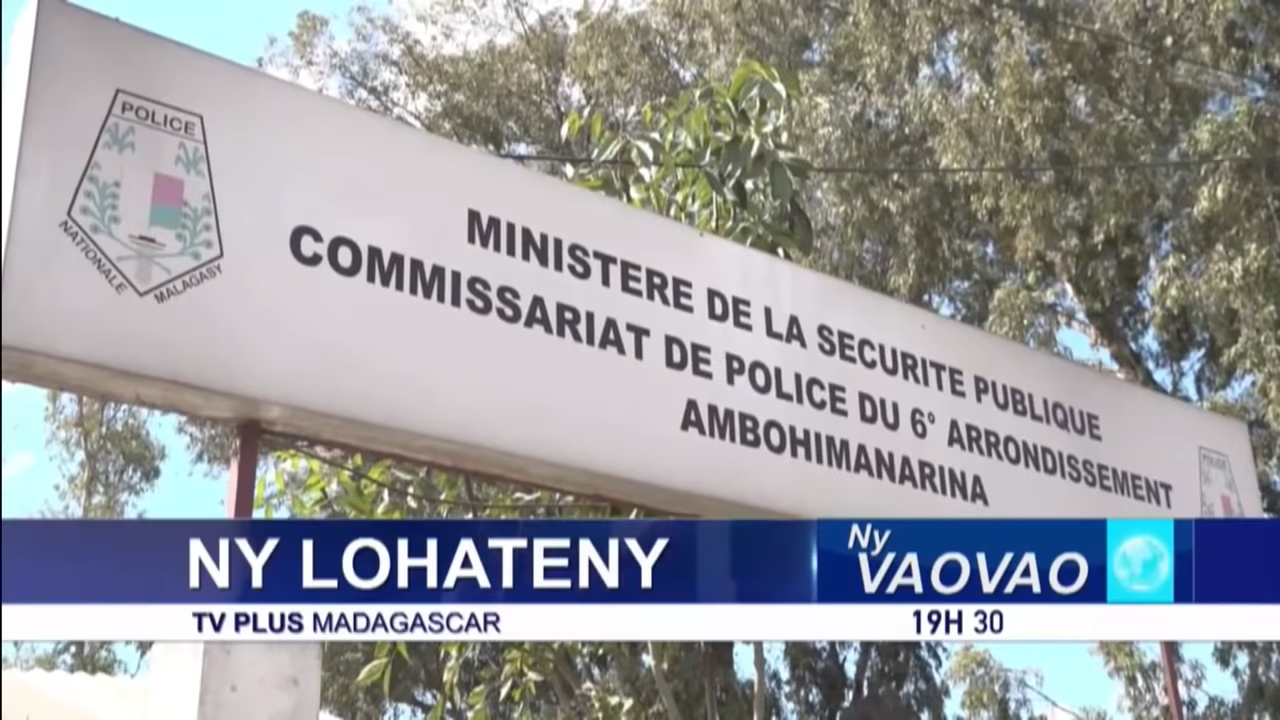 POLICE
NATIONALE
MALAGASY
MINISTERE DE LA SECURITE PUBLIQUE
COMMISSARIAT DE POLICE DU 6° ARRONDISSEMENT
AMBOHIMANARINA
POLICE
NY LOHATENY
Ny
VAOVAO
TV PLUS MADAGASCAR
19H 30